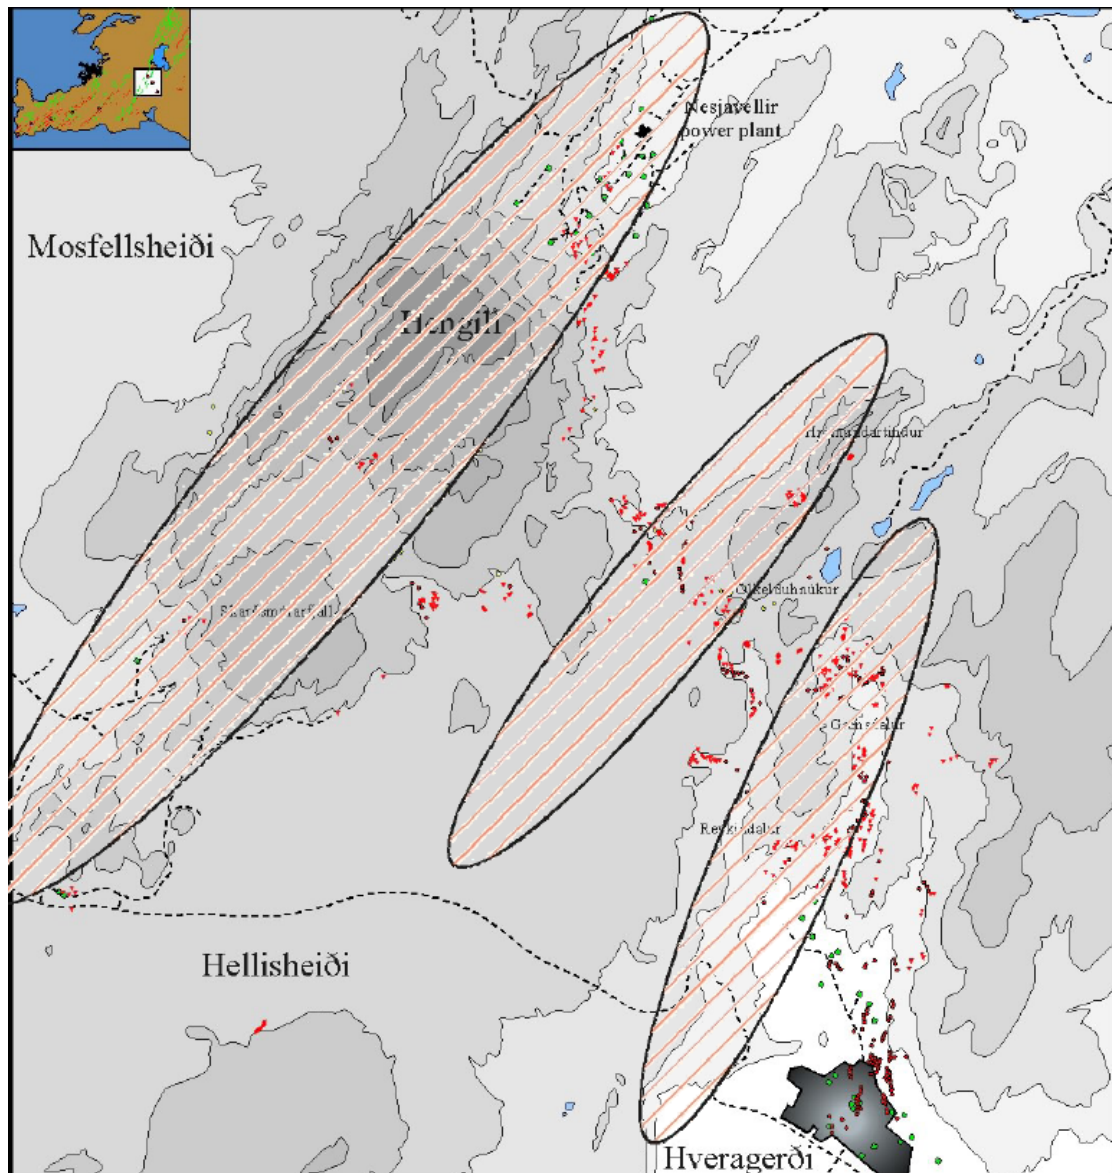 Nesjavellir
power plant
Mosfellsheiði
Hengill
Ölkelduhnúkur
Reykjadalur
Hellisheiði
Hveragerði